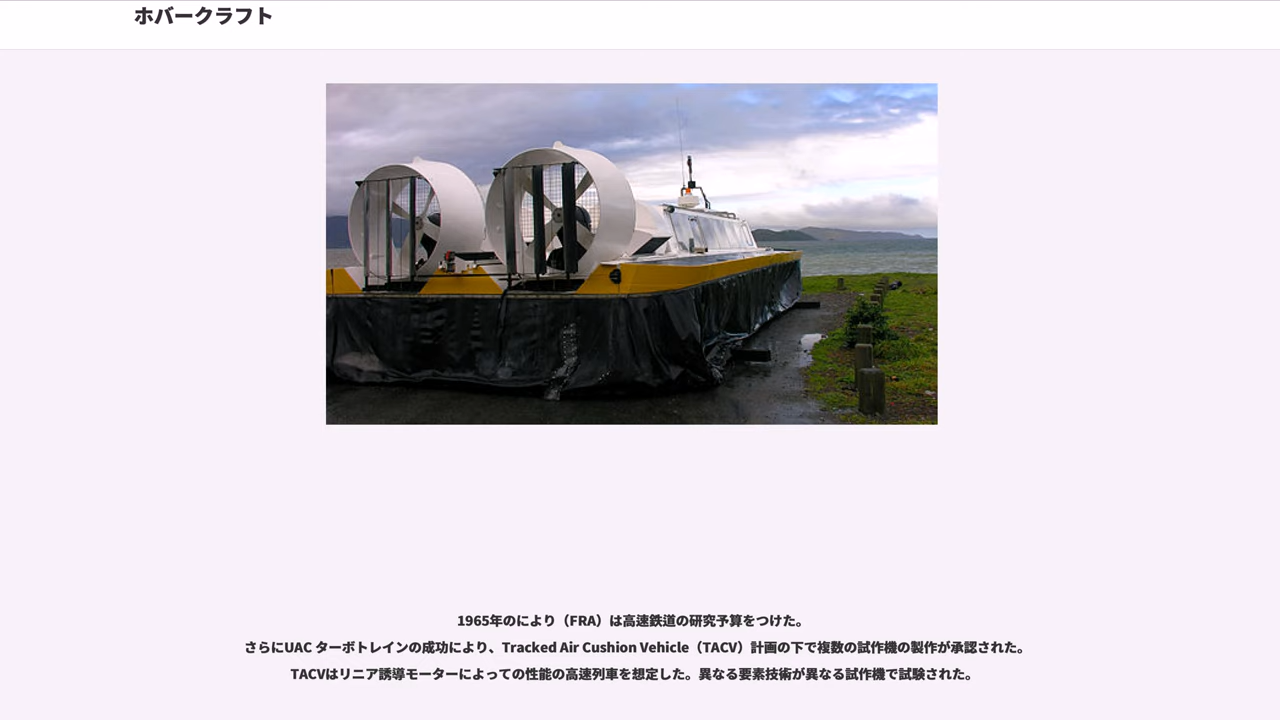 ホバークラフト
1965年のにより（FRA）は高速鉄道の研究予算をつけた。
さらにUAC ターボトレインの成功により、Tracked Air Cushion Vehicle（TACV）計画の下で複数の試作機の製作が承認された。
TACVはリニア誘導モーターによっての性能の高速列車を想定した。異なる要素技術が異なる試作機で試験された。